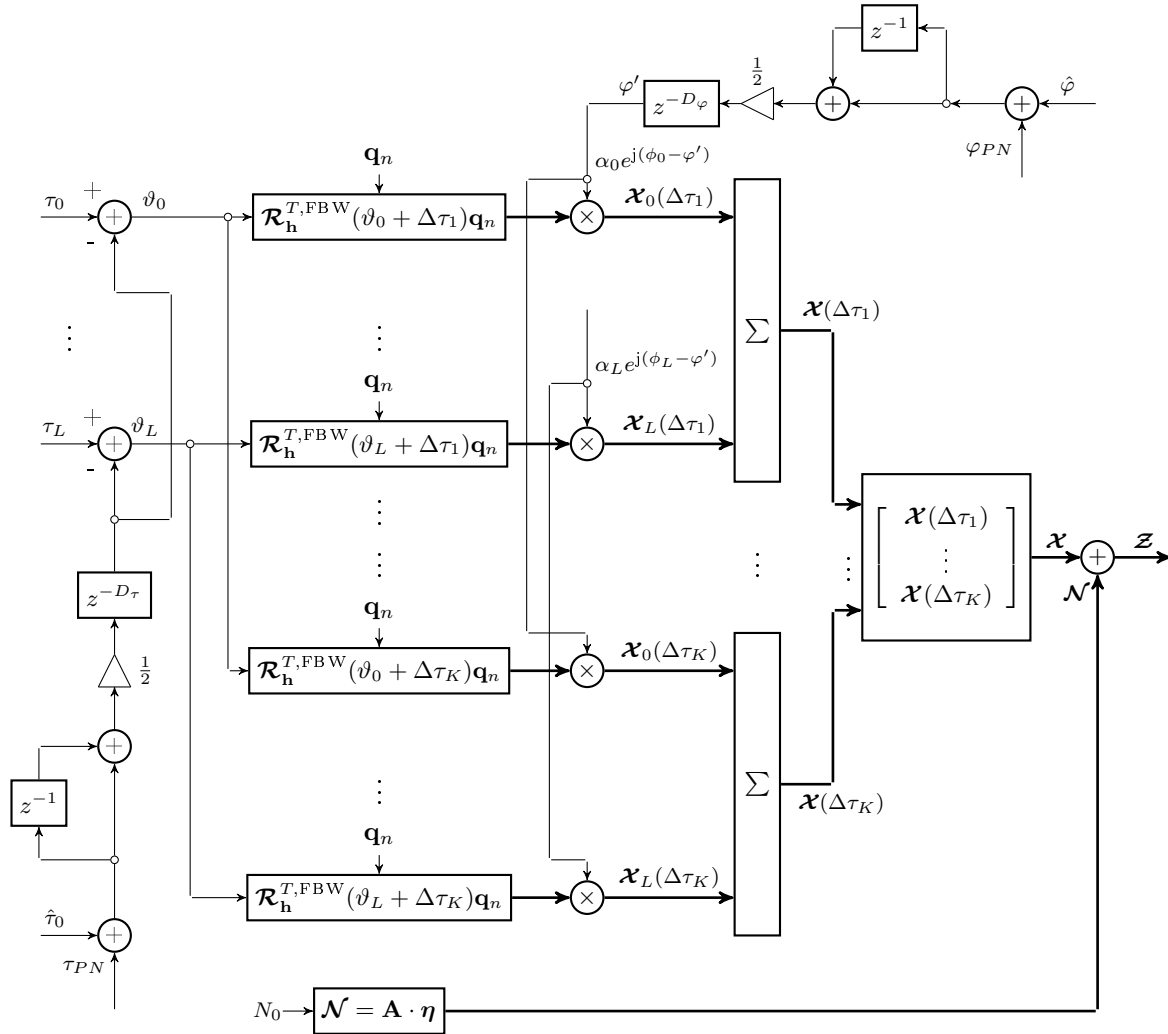 z^{-1}
φ′
z^{-D_φ}
1/2
+
+
φ̂
φ_{PN}
q_n
α_0 e^{j(ϕ_0−φ′)}
τ_0
+
-
+
ϑ_0
𝓡_h^{T,FBW}(ϑ_0 + Δτ_1)q_n
×
𝓧_0(Δτ_1)
⋮
⋮
∑
𝓧(Δτ_1)
q_n
α_L e^{j(ϕ_L−φ′)}
τ_L
+
-
+
ϑ_L
𝓡_h^{T,FBW}(ϑ_L + Δτ_1)q_n
×
𝓧_L(Δτ_1)
⋮
⋮
⋮
⋮
[ 𝓧(Δτ_1)
⋮
𝓧(Δτ_K) ]
𝓧
+
𝓩
𝓝
z^{-D_τ}
q_n
1/2
𝓡_h^{T,FBW}(ϑ_0 + Δτ_K)q_n
×
𝓧_0(Δτ_K)
+
z^{-1}
⋮
∑
𝓧(Δτ_K)
q_n
𝓡_h^{T,FBW}(ϑ_L + Δτ_K)q_n
×
𝓧_L(Δτ_K)
τ̂_0
+
τ_{PN}
N_0
𝓝 = A · η